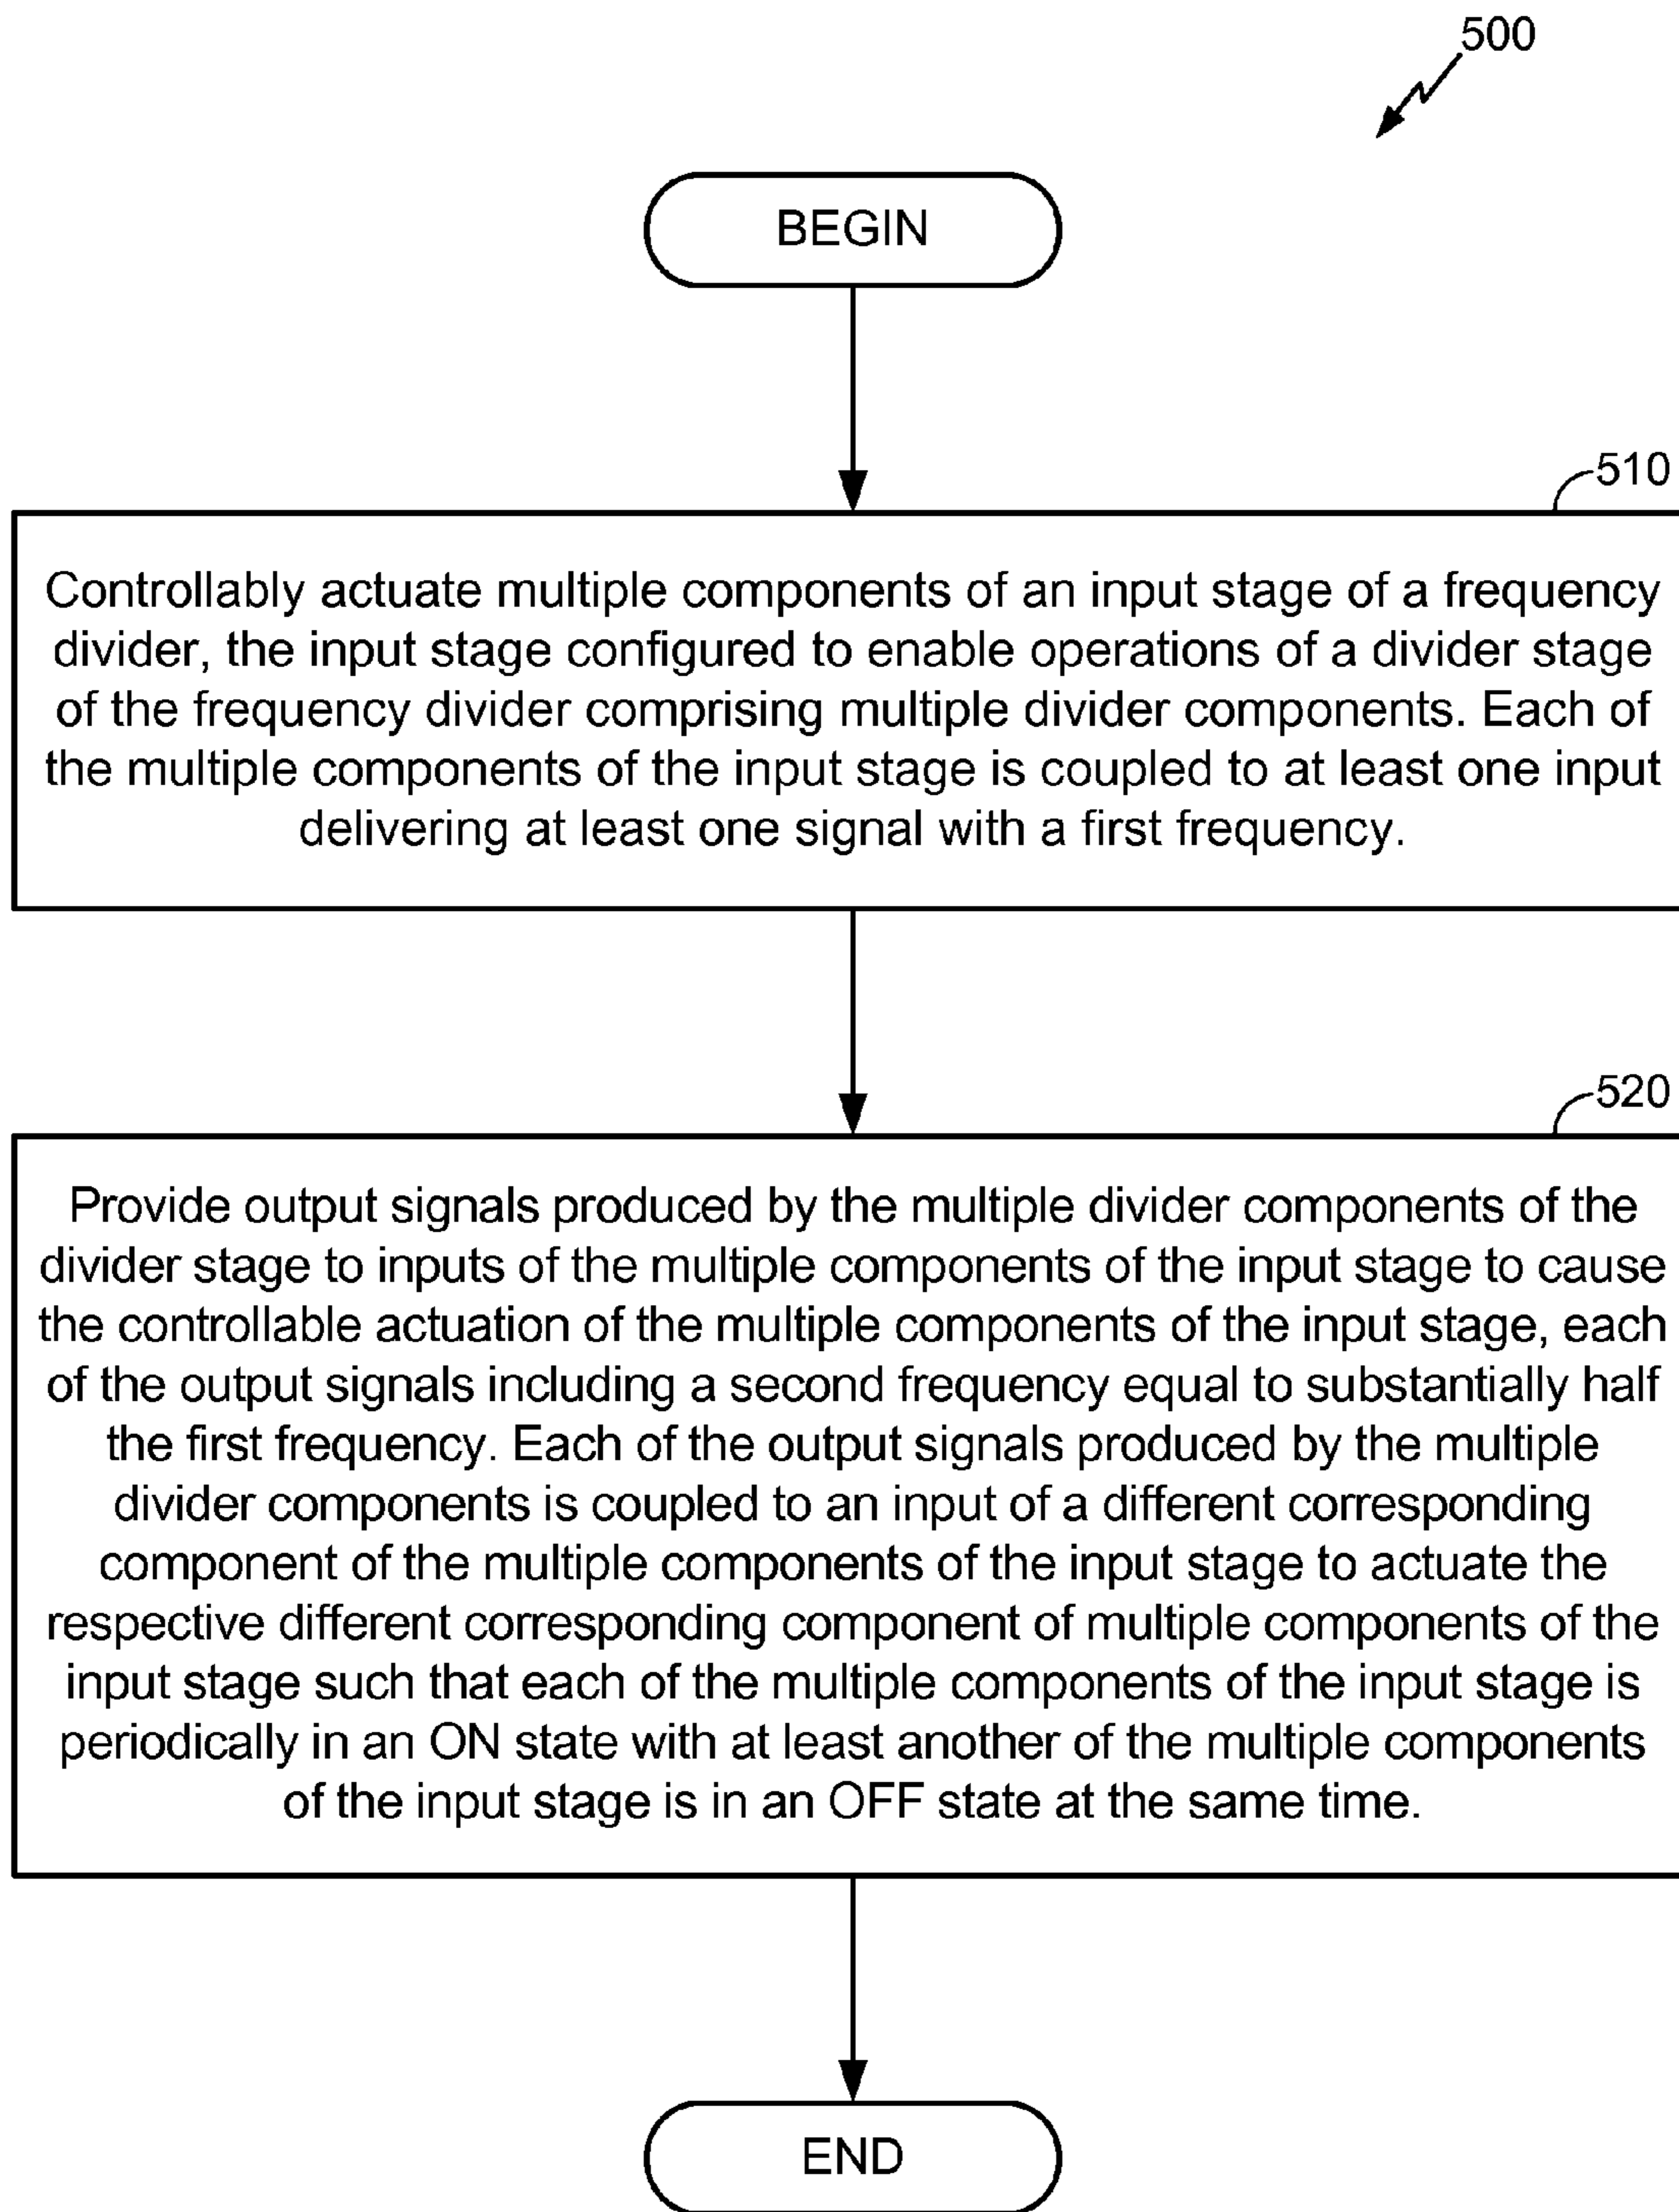 500
BEGIN
510
Controllably actuate multiple components of an input stage of a frequency
divider, the input stage configured to enable operations of a divider stage
of the frequency divider comprising multiple divider components. Each of
the multiple components of the input stage is coupled to at least one input
delivering at least one signal with a first frequency.
520
Provide output signals produced by the multiple divider components of the
divider stage to inputs of the multiple components of the input stage to cause
the controllable actuation of the multiple components of the input stage, each
of the output signals including a second frequency equal to substantially half
the first frequency. Each of the output signals produced by the multiple
divider components is coupled to an input of a different corresponding
component of the multiple components of the input stage to actuate the
respective different corresponding component of multiple components of the
input stage such that each of the multiple components of the input stage is
periodically in an ON state with at least another of the multiple components
of the input stage is in an OFF state at the same time.
END